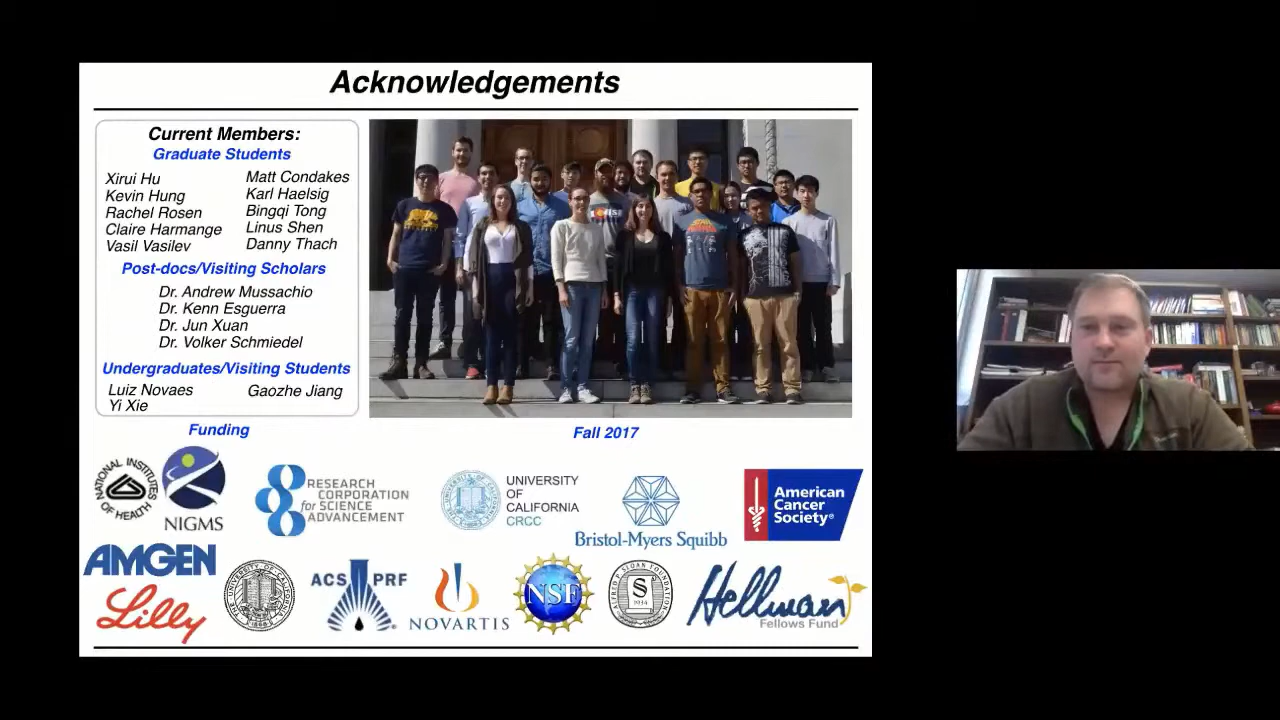 Acknowledgements
Current Members:
Graduate Students
Xirui Hu
Kevin Hung
Rachel Rosen
Claire Harmange
Vasil Vasilev
Matt Condakes
Karl Haelsig
Bingqi Tong
Linus Shen
Danny Thach
Post-docs/Visiting Scholars
Dr. Andrew Mussachio
Dr. Kenn Esguerra
Dr. Jun Xuan
Dr. Volker Schmiedel
Undergraduates/Visiting Students
Luiz Novaes
Yi Xie
Gaozhe Jiang
Funding
Fall 2017
NATIONAL INSTITUTES OF HEALTH
NIGMS
RESEARCH
CORPORATION
for SCIENCE
ADVANCEMENT
UNIVERSITY
OF
CALIFORNIA
CRCC
Bristol-Myers Squibb
American
Cancer
Society®
AMGEN
Lilly
ACS PRF
NOVARTIS
NSF
ALFRED P. SLOAN FOUNDATION
S
1934
Hellman
Fellows Fund